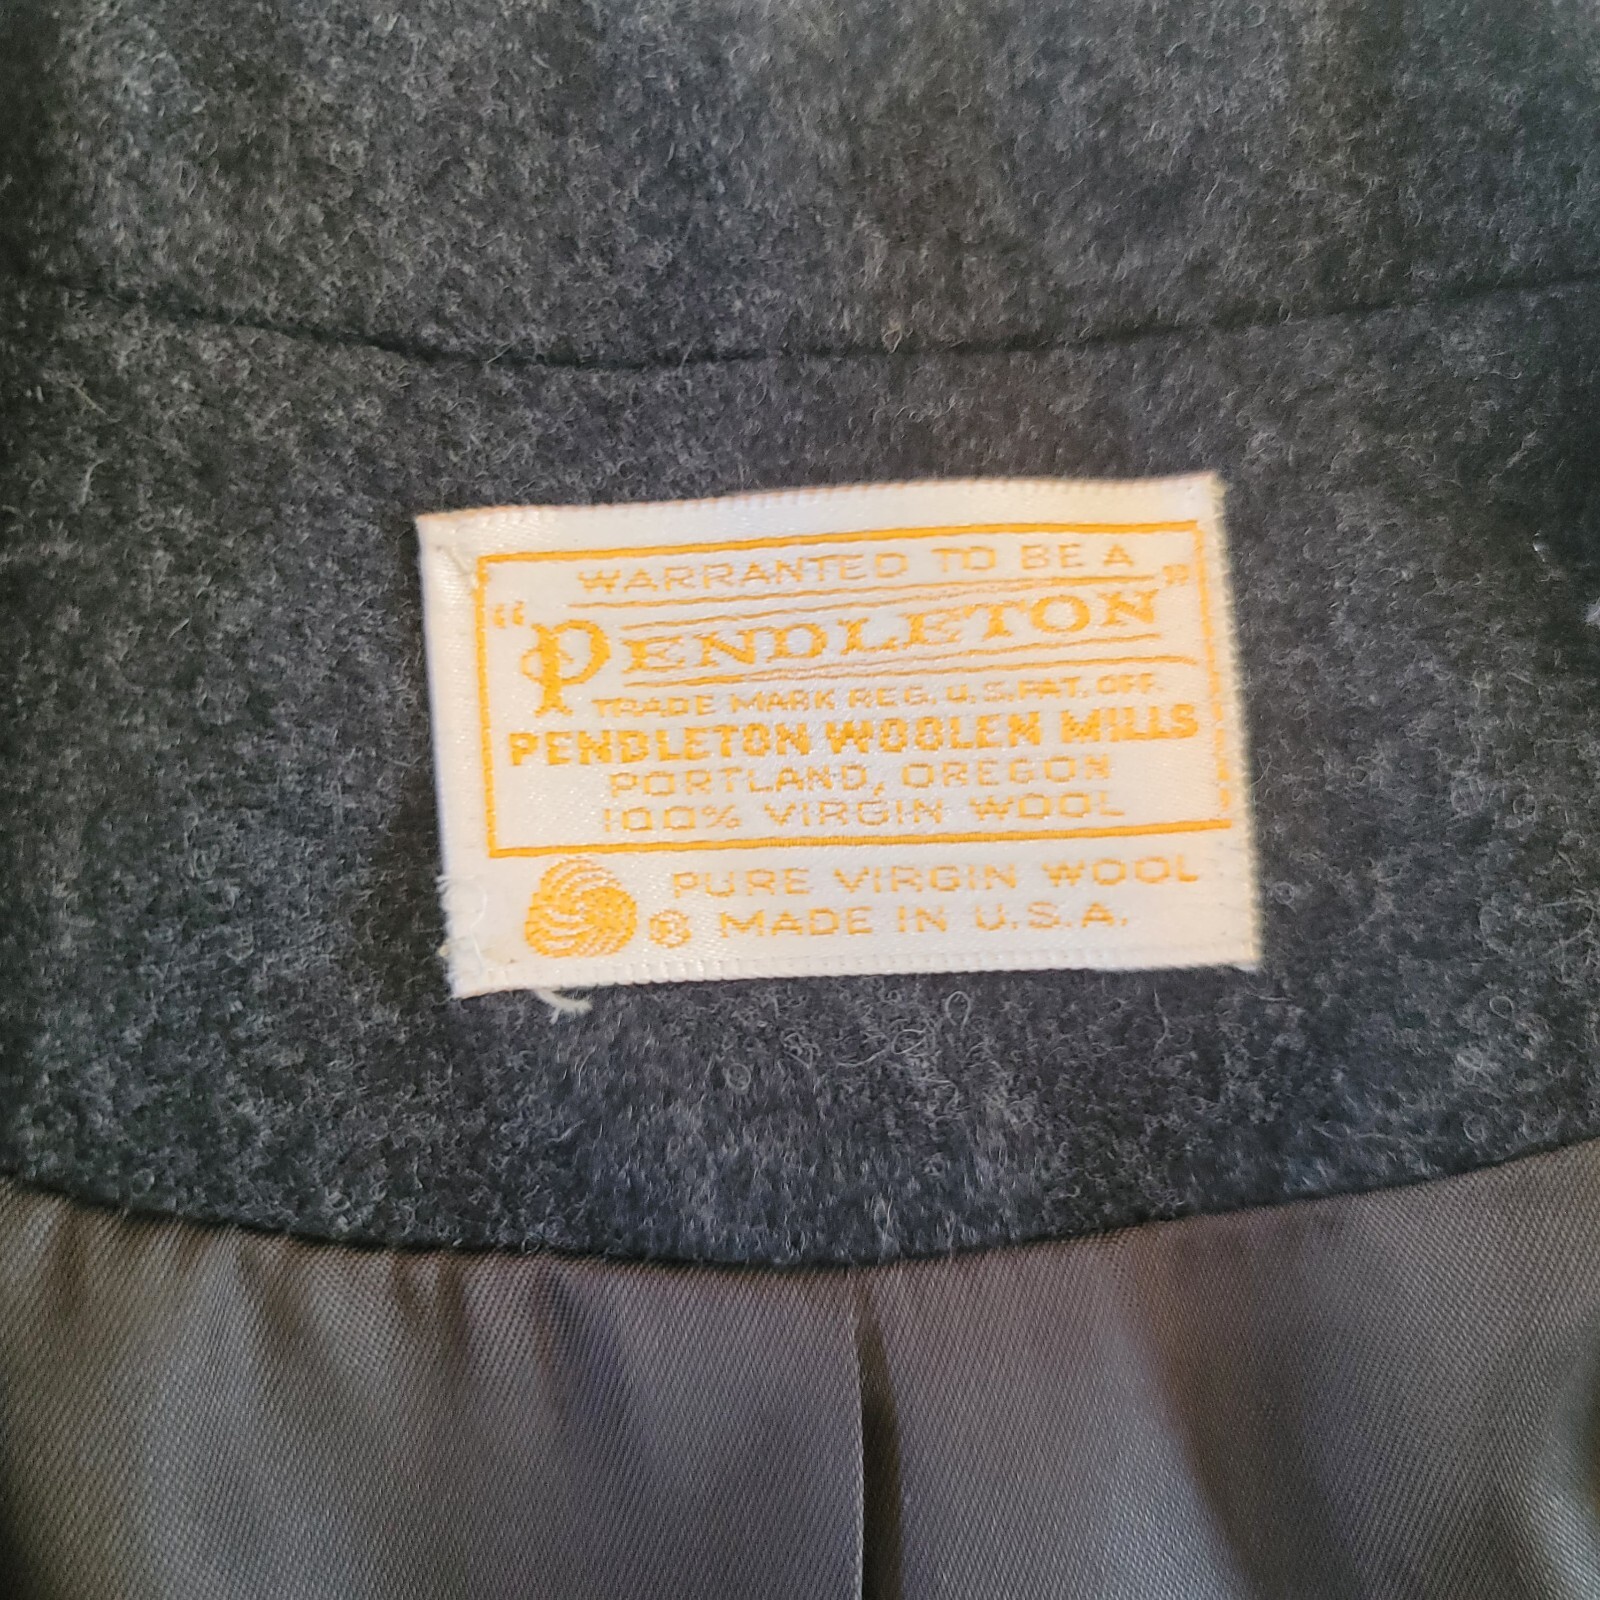 WARRANTED TO BE A
"PENDLETON"
TRADE MARK REG. U.S. PAT. OFF.
PENDLETON WOOLEN MILLS
PORTLAND, OREGON
100% VIRGIN WOOL
PURE VIRGIN WOOL
® MADE IN U.S.A.